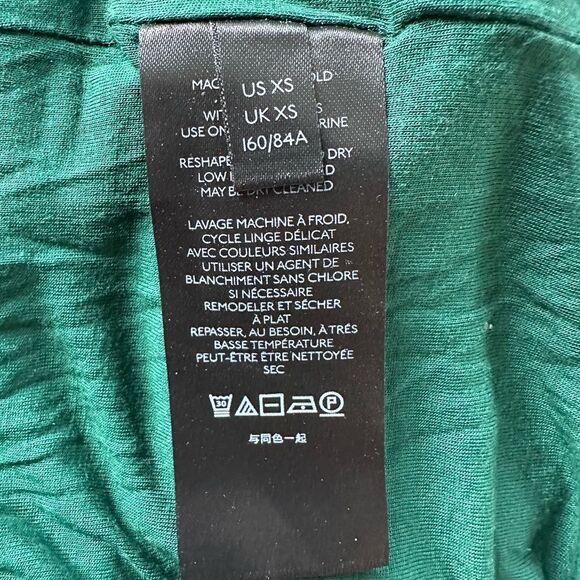 US XS
UK XS
160/84A
USE ON
RESHAPE DRY
LOW
MAY BE DRY CLEANED
LAVAGE MACHINE À FROID,
CYCLE LINGE DÉLICAT
AVEC COULEURS SIMILAIRES
UTILISER UN AGENT DE
BLANCHIMENT SANS CHLORE
SI NÉCESSAIRE
REMODELER ET SÉCHER
À PLAT
REPASSER, AU BESOIN, À TRÉS
BASSE TEMPÉRATURE
PEUT-ÊTRE ÊTRE NETTOYÉE
SEC
30 P
与同色一起